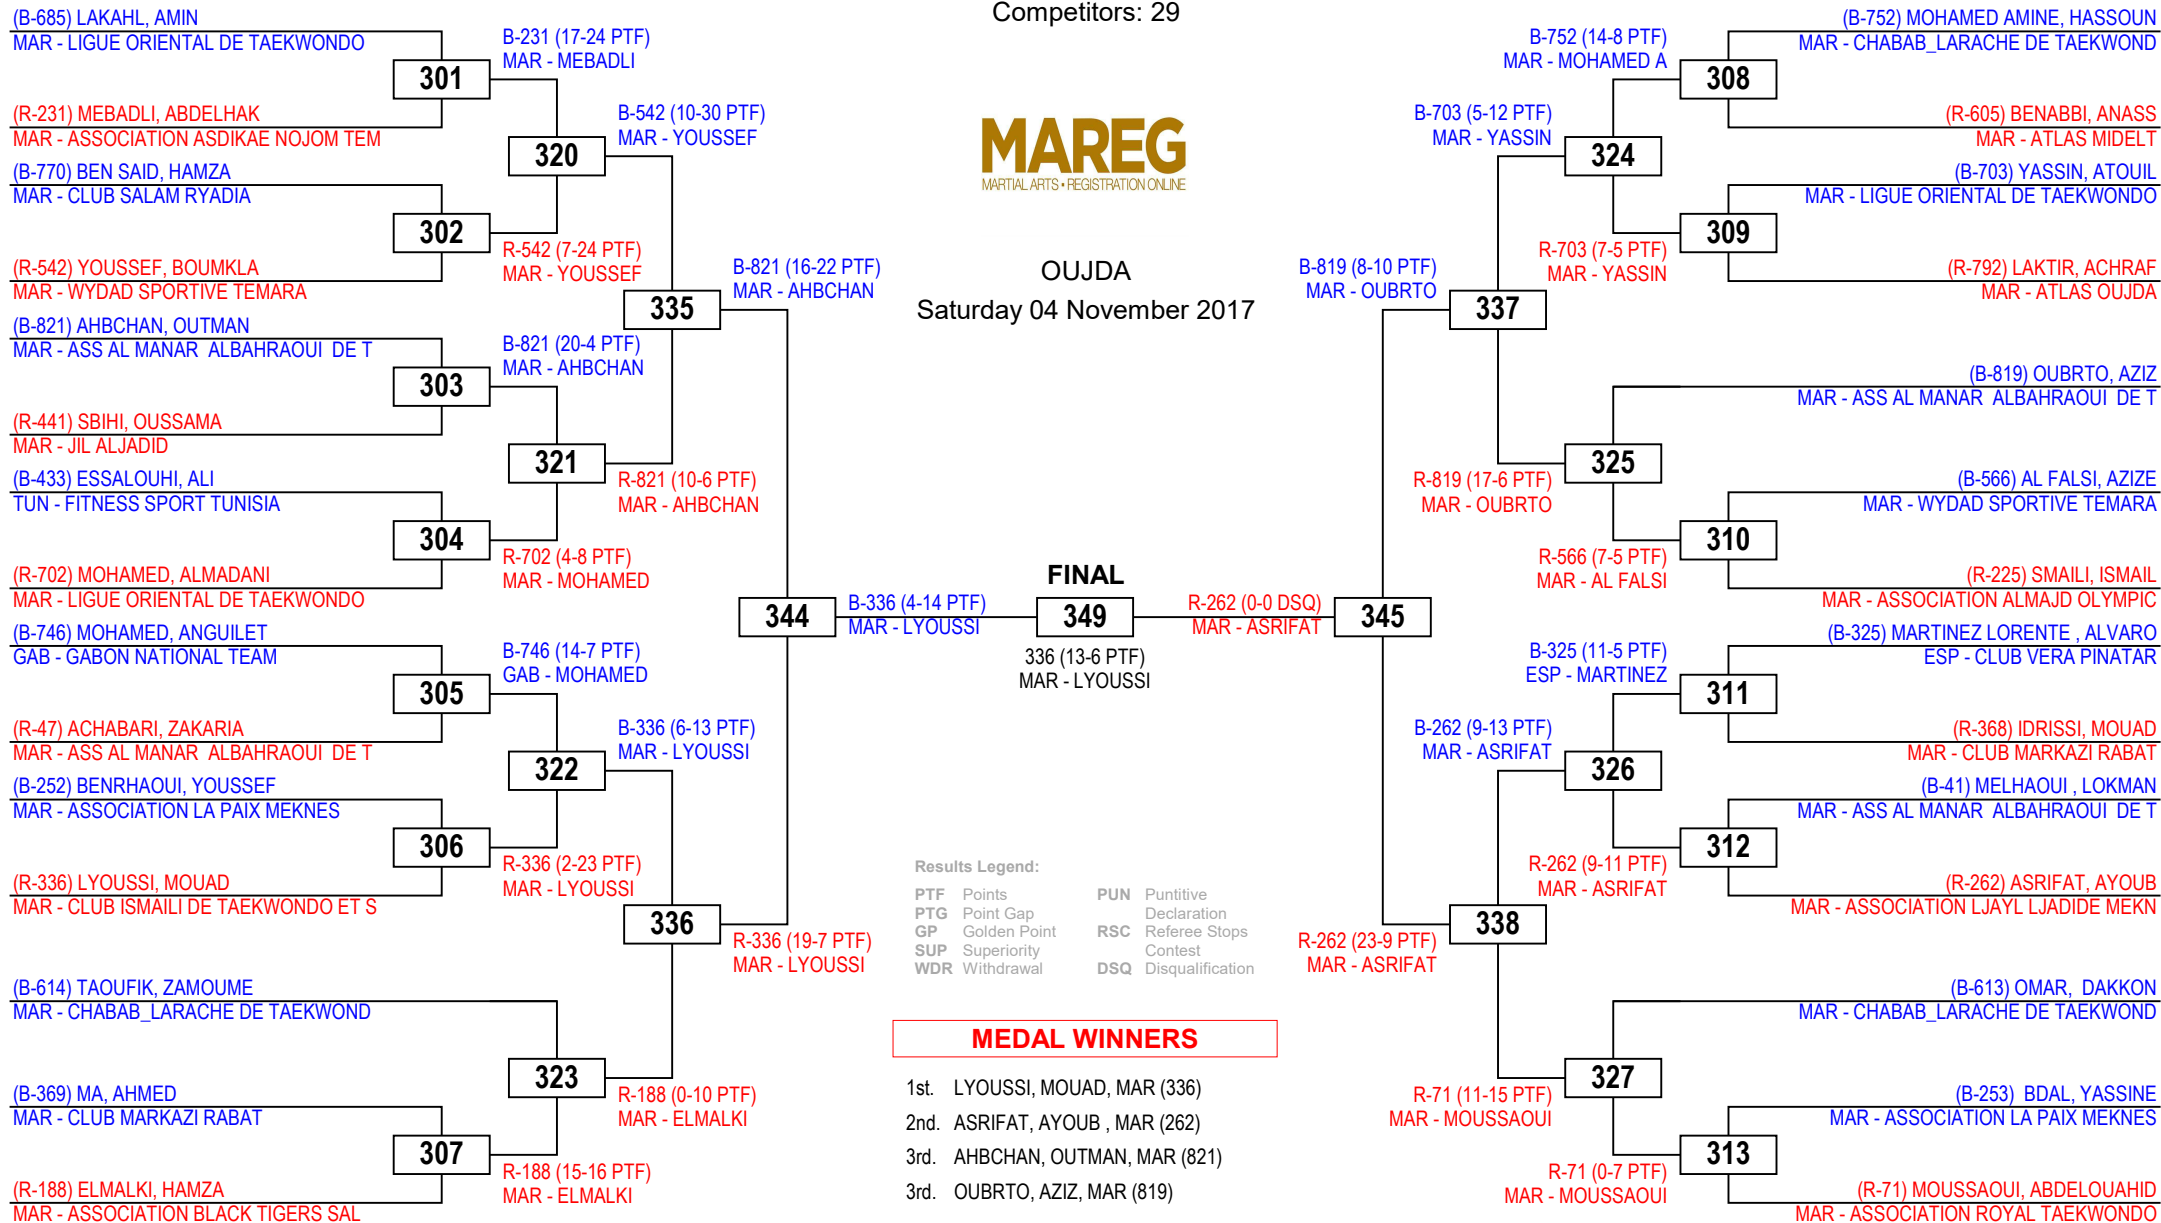 Competitors: 29
(B-685) LAKAHL, AMIN
MAR - LIGUE ORIENTAL DE TAEKWONDO
301
(R-231) MEBADLI, ABDELHAK
MAR - ASSOCIATION ASDIKAE NOJOM TEM
(B-770) BEN SAID, HAMZA
MAR - CLUB SALAM RYADIA
302
(R-542) YOUSSEF, BOUMKLA
MAR - WYDAD SPORTIVE TEMARA
(B-821) AHBCHAN, OUTMAN
MAR - ASS AL MANAR  ALBAHRAOUI  DE T
303
(R-441) SBIHI, OUSSAMA
MAR - JIL ALJADID
(B-433) ESSALOUHI, ALI
TUN - FITNESS SPORT TUNISIA
304
(R-702) MOHAMED, ALMADANI
MAR - LIGUE ORIENTAL DE TAEKWONDO
(B-746) MOHAMED, ANGUILET
GAB - GABON NATIONAL TEAM
305
(R-47) ACHABARI, ZAKARIA
MAR - ASS AL MANAR  ALBAHRAOUI  DE T
(B-252) BENRHAOUI, YOUSSEF
MAR - ASSOCIATION LA PAIX MEKNES
306
(R-336) LYOUSSI, MOUAD
MAR - CLUB ISMAILI DE TAEKWONDO ET S
(B-614) TAOUFIK, ZAMOUME
MAR - CHABAB_LARACHE DE TAEKWOND
(B-369) MA, AHMED
MAR - CLUB MARKAZI RABAT
307
(R-188) ELMALKI, HAMZA
MAR - ASSOCIATION BLACK TIGERS SAL
B-231 (17-24 PTF)
MAR - MEBADLI
320
R-542 (7-24 PTF)
MAR - YOUSSEF
B-821 (20-4 PTF)
MAR - AHBCHAN
321
R-702 (4-8 PTF)
MAR - MOHAMED
B-746 (14-7 PTF)
GAB - MOHAMED
322
R-336 (2-23 PTF)
MAR - LYOUSSI
323
R-188 (15-16 PTF)
MAR - ELMALKI
B-542 (10-30 PTF)
MAR - YOUSSEF
335
R-821 (10-6 PTF)
MAR - AHBCHAN
B-336 (6-13 PTF)
MAR - LYOUSSI
336
R-188 (0-10 PTF)
MAR - ELMALKI
B-821 (16-22 PTF)
MAR - AHBCHAN
344
R-336 (19-7 PTF)
MAR - LYOUSSI
B-336 (4-14 PTF)
MAR - LYOUSSI
MAREG
MARTIAL ARTS • REGISTRATION ONLINE
OUJDA
Saturday 04 November 2017
FINAL
349
336 (13-6 PTF)
MAR - LYOUSSI
R-262 (0-0 DSQ)
MAR - ASRIFAT
345
B-819 (8-10 PTF)
MAR - OUBRTO
R-262 (23-9 PTF)
MAR - ASRIFAT
B-703 (5-12 PTF)
MAR - YASSIN
337
R-819 (17-6 PTF)
MAR - OUBRTO
B-262 (9-13 PTF)
MAR - ASRIFAT
338
R-71 (11-15 PTF)
MAR - MOUSSAOUI
B-752 (14-8 PTF)
MAR - MOHAMED A
324
R-703 (7-5 PTF)
MAR - YASSIN
325
R-566 (7-5 PTF)
MAR - AL FALSI
B-325 (11-5 PTF)
ESP - MARTINEZ
326
R-262 (9-11 PTF)
MAR - ASRIFAT
327
R-71 (0-7 PTF)
MAR - MOUSSAOUI
(B-752) MOHAMED AMINE, HASSOUN
MAR - CHABAB_LARACHE DE TAEKWOND
308
(R-605) BENABBI, ANASS
MAR - ATLAS MIDELT
(B-703) YASSIN, ATOUIL
MAR - LIGUE ORIENTAL DE TAEKWONDO
309
(R-792) LAKTIR, ACHRAF
MAR - ATLAS OUJDA
(B-819) OUBRTO, AZIZ
MAR - ASS AL MANAR  ALBAHRAOUI  DE T
(B-566) AL FALSI, AZIZE
MAR - WYDAD SPORTIVE TEMARA
310
(R-225) SMAILI, ISMAIL
MAR - ASSOCIATION ALMAJD OLYMPIC
(B-325) MARTINEZ LORENTE , ALVARO
ESP - CLUB VERA PINATAR
311
(R-368) IDRISSI, MOUAD
MAR - CLUB MARKAZI RABAT
(B-41) MELHAOUI , LOKMAN
MAR - ASS AL MANAR  ALBAHRAOUI  DE T
312
(R-262) ASRIFAT, AYOUB
MAR - ASSOCIATION LJAYL LJADIDE MEKN
(B-613) OMAR,  DAKKON
MAR - CHABAB_LARACHE DE TAEKWOND
(B-253)  BDAL, YASSINE
MAR - ASSOCIATION LA PAIX MEKNES
313
(R-71) MOUSSAOUI, ABDELOUAHID
MAR - ASSOCIATION ROYAL TAEKWONDO
Results Legend:
PTF Points
PTG Point Gap
GP Golden Point
SUP Superiority
WDR Withdrawal
PUN Puntitive
Declaration
RSC Referee Stops
Contest
DSQ Disqualification
MEDAL WINNERS
1st. LYOUSSI, MOUAD, MAR (336)
2nd. ASRIFAT, AYOUB , MAR (262)
3rd. AHBCHAN, OUTMAN, MAR (821)
3rd. OUBRTO, AZIZ, MAR (819)